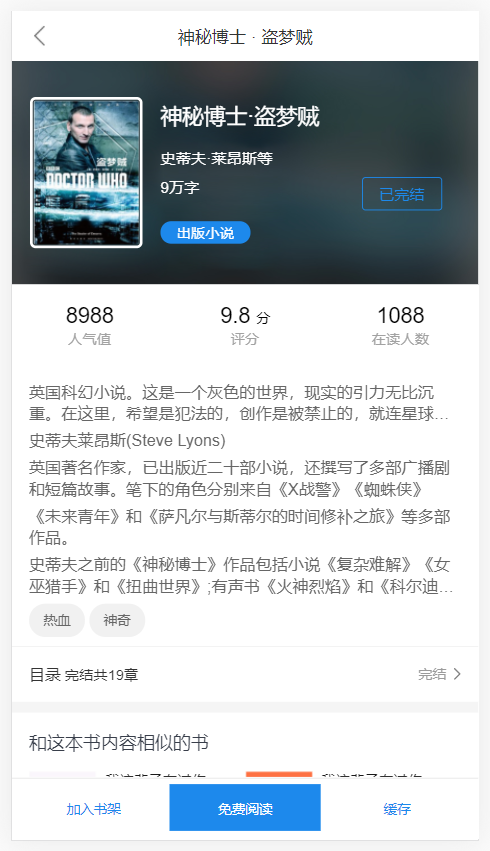 神秘博士 · 盗梦贼
盗梦贼
DOCTOR WHO
神秘博士·盗梦贼
史蒂夫·莱昂斯等
9万字
已完结
出版小说
8988
人气值
9.8 分
评分
1088
在读人数
英国科幻小说。这是一个灰色的世界，现实的引力无比沉
重。在这里，希望是犯法的，创作是被禁止的，就连星球…
史蒂夫莱昂斯(Steve Lyons)
英国著名作家，已出版近二十部小说，还撰写了多部广播剧
和短篇故事。笔下的角色分别来自《X战警》《蜘蛛侠》
《未来青年》和《萨凡尔与斯蒂尔的时间修补之旅》等多部
作品。
史蒂夫之前的《神秘博士》作品包括小说《复杂难解》《女
巫猎手》和《扭曲世界》;有声书《火神烈焰》和《科尔迪…
热血
神奇
目录 完结共19章
完结
和这本书内容相似的书
加入书架
免费阅读
缓存